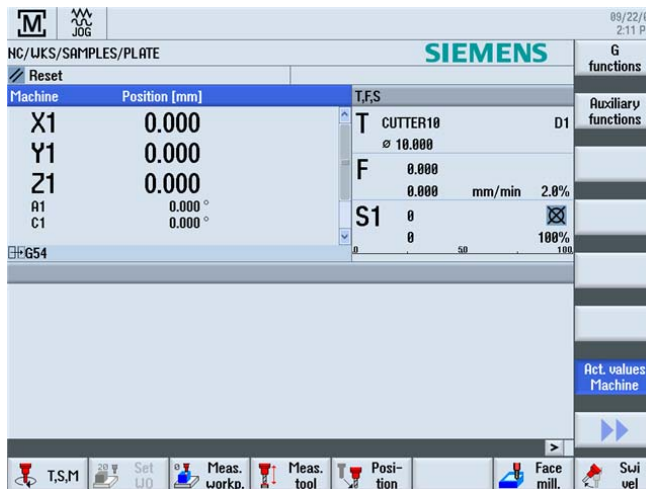 M
JOG
09/22/0
2:11 P
NC/WKS/SAMPLES/PLATE
SIEMENS
G
functions
Reset
Machine Position [mm]
T,F,S
Auxiliary
functions
X1 0.000
Y1 0.000
Z1 0.000
A1 0.000 °
C1 0.000 °
T CUTTER10 D1
ø 10.000
F 0.000
0.000 mm/min 2.0%
S1 0
0 100%
0 50 100
G54
Act. values
Machine
>
T,S,M
Set
WO
Meas.
workp.
Meas.
tool
Posi-
tion
Face
mill.
Swi
vel